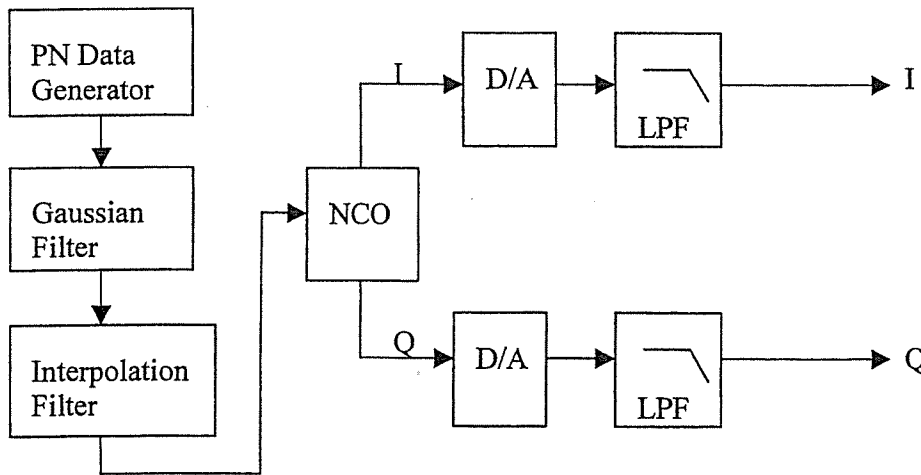 PN Data
Generator
Gaussian
Filter
Interpolation
Filter
NCO
I
D/A
LPF
I
Q
D/A
LPF
Q